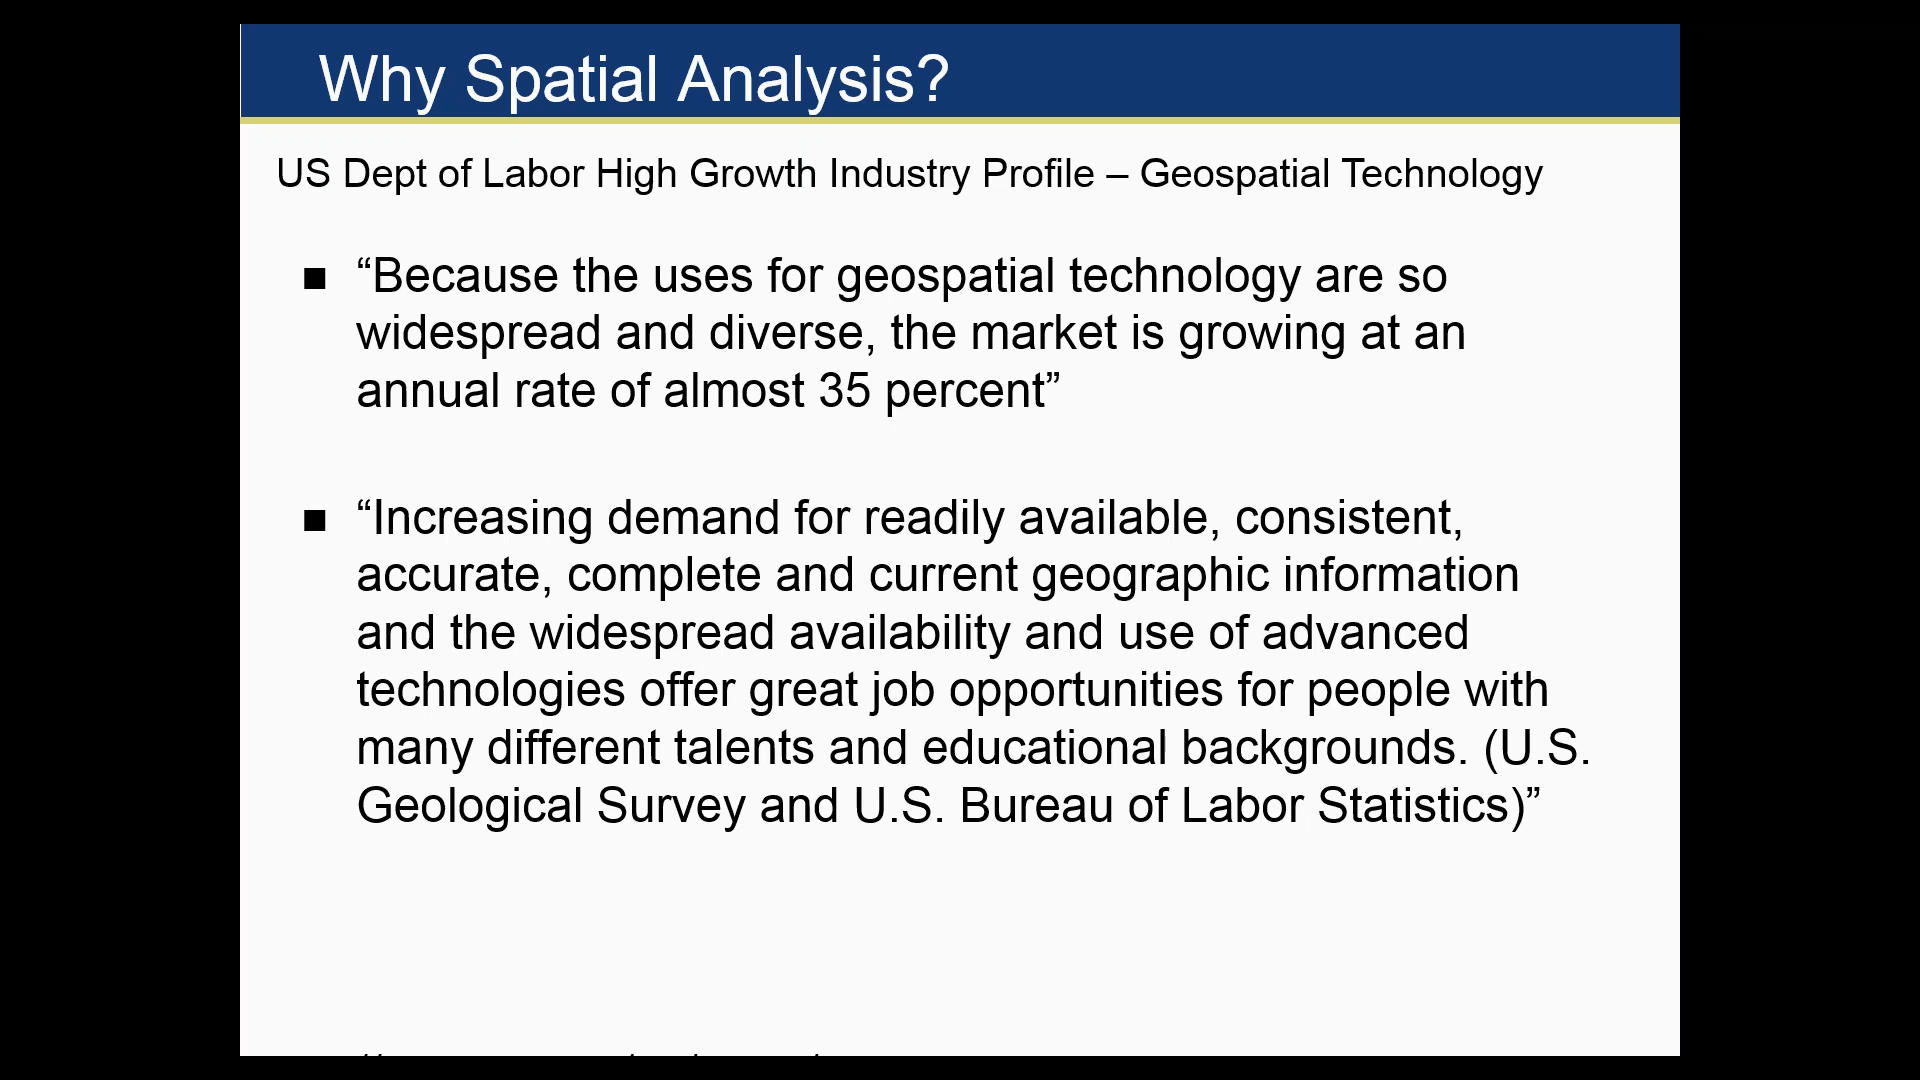 Why Spatial Analysis?
US Dept of Labor High Growth Industry Profile – Geospatial Technology
■ “Because the uses for geospatial technology are so
widespread and diverse, the market is growing at an
annual rate of almost 35 percent”
■ “Increasing demand for readily available, consistent,
accurate, complete and current geographic information
and the widespread availability and use of advanced
technologies offer great job opportunities for people with
many different talents and educational backgrounds. (U.S.
Geological Survey and U.S. Bureau of Labor Statistics)”